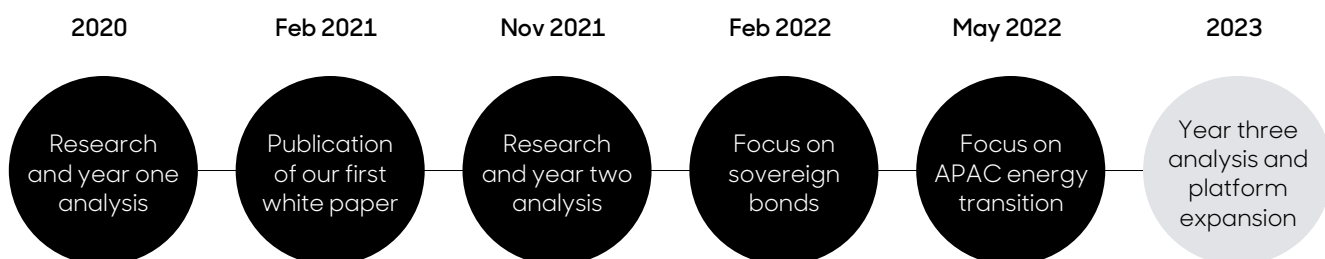 2020
Feb 2021
Nov 2021
Feb 2022
May 2022
2023
Research
and year one
analysis
Publication
of our first
white paper
Research
and year two
analysis
Focus on
sovereign
bonds
Focus on
APAC energy
transition
Year three
analysis and
platform
expansion